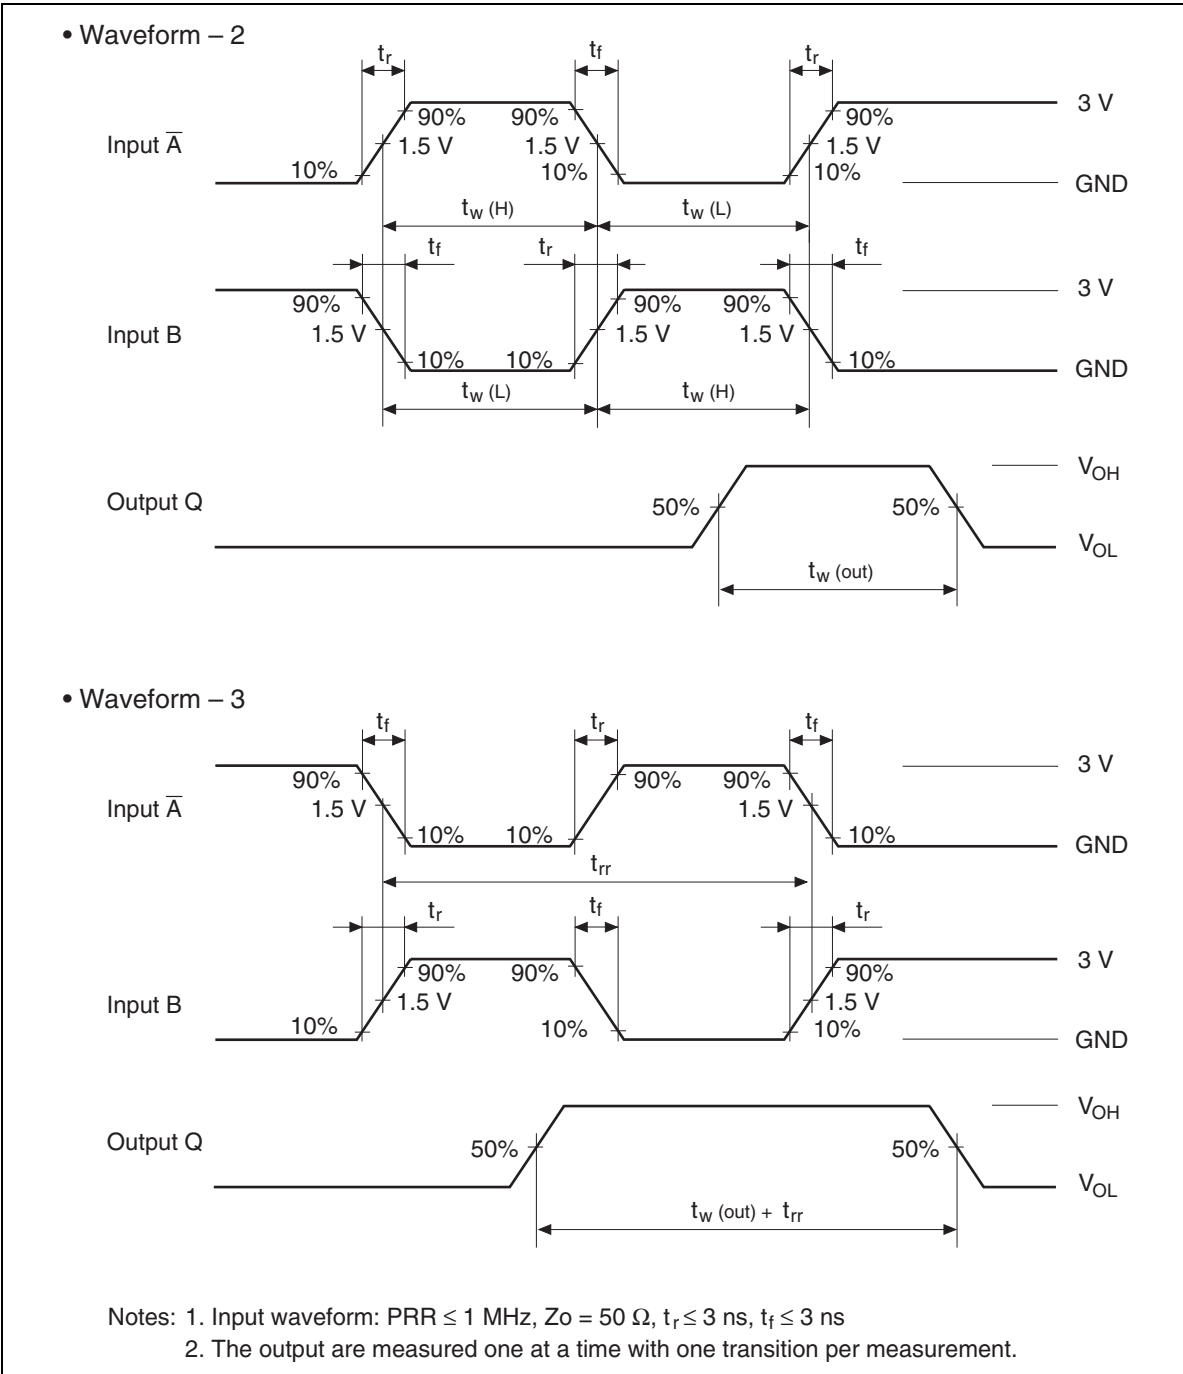 • Waveform – 2
tr tf tr
Input A̅ 90% 90% 90% 3 V
1.5 V 1.5 V 1.5 V
10% 10% 10% GND
tw (H) tw (L)
tf tr tf
3 V
90% 90% 90%
Input B 1.5 V 1.5 V 1.5 V
10% 10% 10% GND
tw (L) tw (H)
VOH
Output Q 50% 50%
VOL
tw (out)
• Waveform – 3
tf tr tf
3 V
90% 90% 90%
Input A̅ 1.5 V 1.5 V
10% 10% 10% GND
trr
tr tf tr
3 V
90% 90% 90%
Input B 1.5 V 1.5 V
10% 10% 10% GND
VOH
Output Q 50% 50%
VOL
tw (out) + trr
Notes: 1. Input waveform: PRR ≤ 1 MHz, Zo = 50 Ω, tr ≤ 3 ns, tf ≤ 3 ns
2. The output are measured one at a time with one transition per measurement.